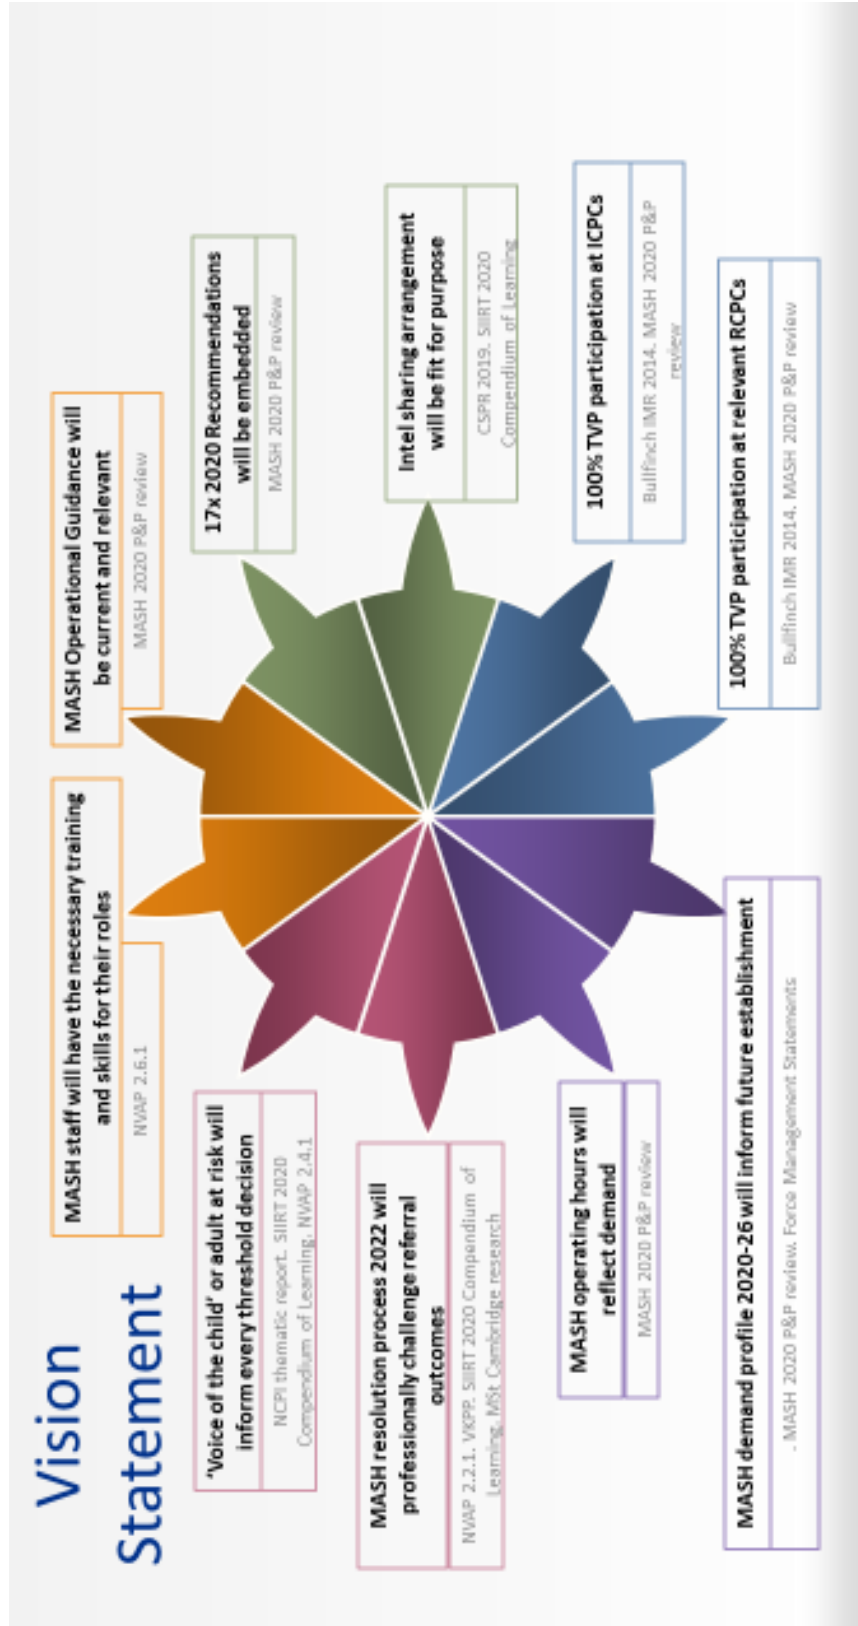 Vision
Statement
MASH staff will have the necessary training
and skills for their roles
NVAP 2.6.1
MASH Operational Guidance will
be current and relevant
MASH 2020 P&P review
17x 2020 Recommendations
will be embedded
MASH 2020 P&P review
Intel sharing arrangement
will be fit for purpose
CSPR 2019. SIIRT 2020
Compendium of Learning
100% TVP participation at ICPCs
Bullfinch IMR 2014. MASH 2020 P&P
review
100% TVP participation at relevant RCPCs
Bullfinch IMR 2014. MASH 2020 P&P review
MASH demand profile 2020-26 will inform future establishment
. MASH 2020 P&P review. Force Management Statements
MASH operating hours will
reflect demand
MASH 2020 P&P review
MASH resolution process 2022 will
professionally challenge referral
outcomes
NVAP 2.2.1. VKPP. SIIRT 2020 Compendium of
Learning. MSt Cambridge research
'Voice of the child' or adult at risk will
inform every threshold decision
NCPI thematic report. SIIRT 2020
Compendium of Learning. NVAP 2.4.1